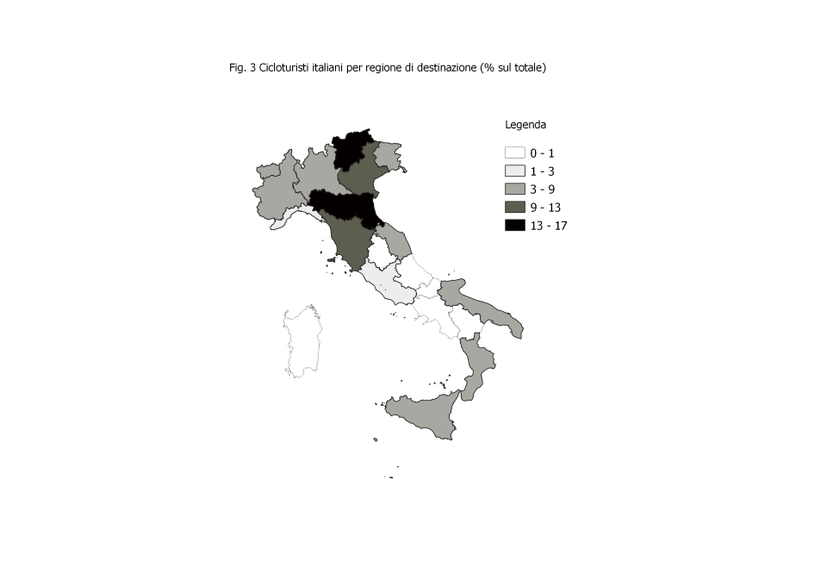 Fig. 3 Cicloturisti italiani per regione di destinazione (% sul totale)
Legenda
0 - 1
1 - 3
3 - 9
9 - 13
13 - 17